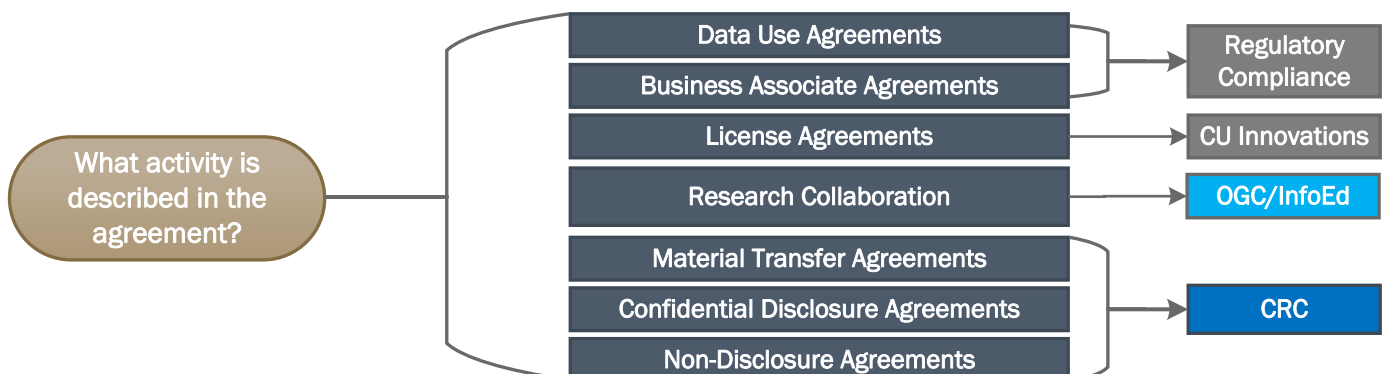 What activity is
described in the
agreement?
Data Use Agreements
Business Associate Agreements
License Agreements
Research Collaboration
Material Transfer Agreements
Confidential Disclosure Agreements
Non-Disclosure Agreements
Regulatory
Compliance
CU Innovations
OGC/InfoEd
CRC